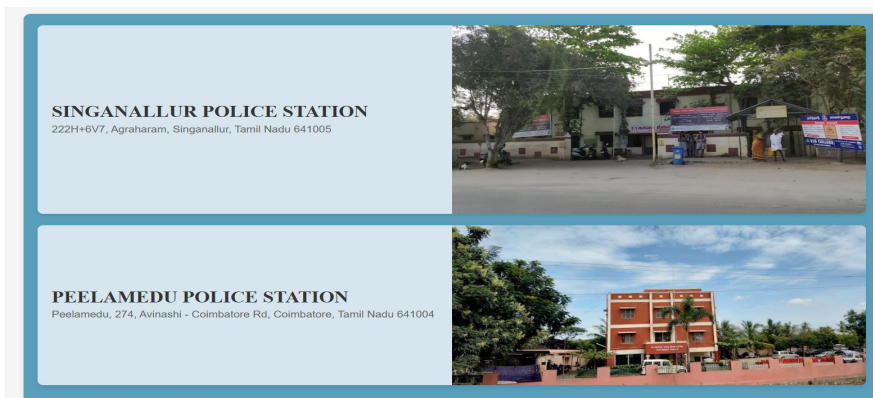 SINGANALLUR POLICE STATION
222H+6V7, Agraharam, Singanallur, Tamil Nadu 641005
PEELAMEDU POLICE STATION
Peelamedu, 274, Avinashi - Coimbatore Rd, Coimbatore, Tamil Nadu 641004